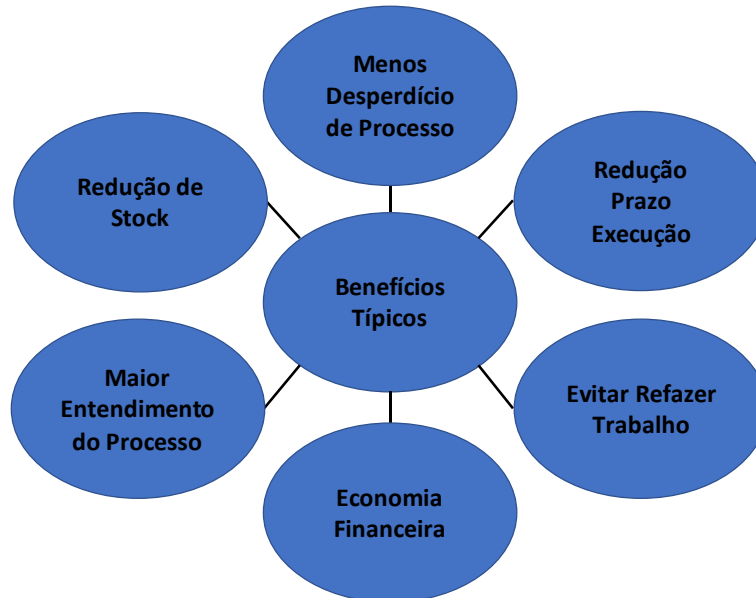 Menos
Desperdício
de Processo
Redução de
Stock
Redução
Prazo
Execução
Benefícios
Típicos
Maior
Entendimento
do Processo
Evitar Refazer
Trabalho
Economia
Financeira